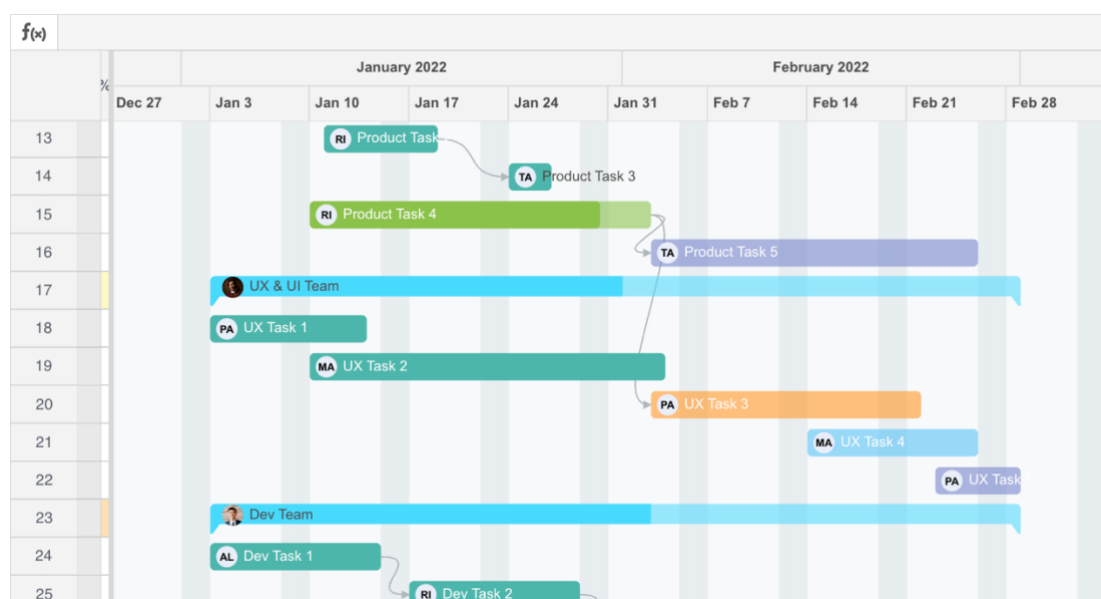 f(x)
%
January 2022 February 2022
Dec 27 Jan 3 Jan 10 Jan 17 Jan 24 Jan 31 Feb 7 Feb 14 Feb 21 Feb 28
13 RI Product Task
14 TA Product Task 3
15 RI Product Task 4
16 TA Product Task 5
17 UX & UI Team
18 PA UX Task 1
19 MA UX Task 2
20 PA UX Task 3
21 MA UX Task 4
22 PA UX Task
23 Dev Team
24 AL Dev Task 1
25 RI Dev Task 2